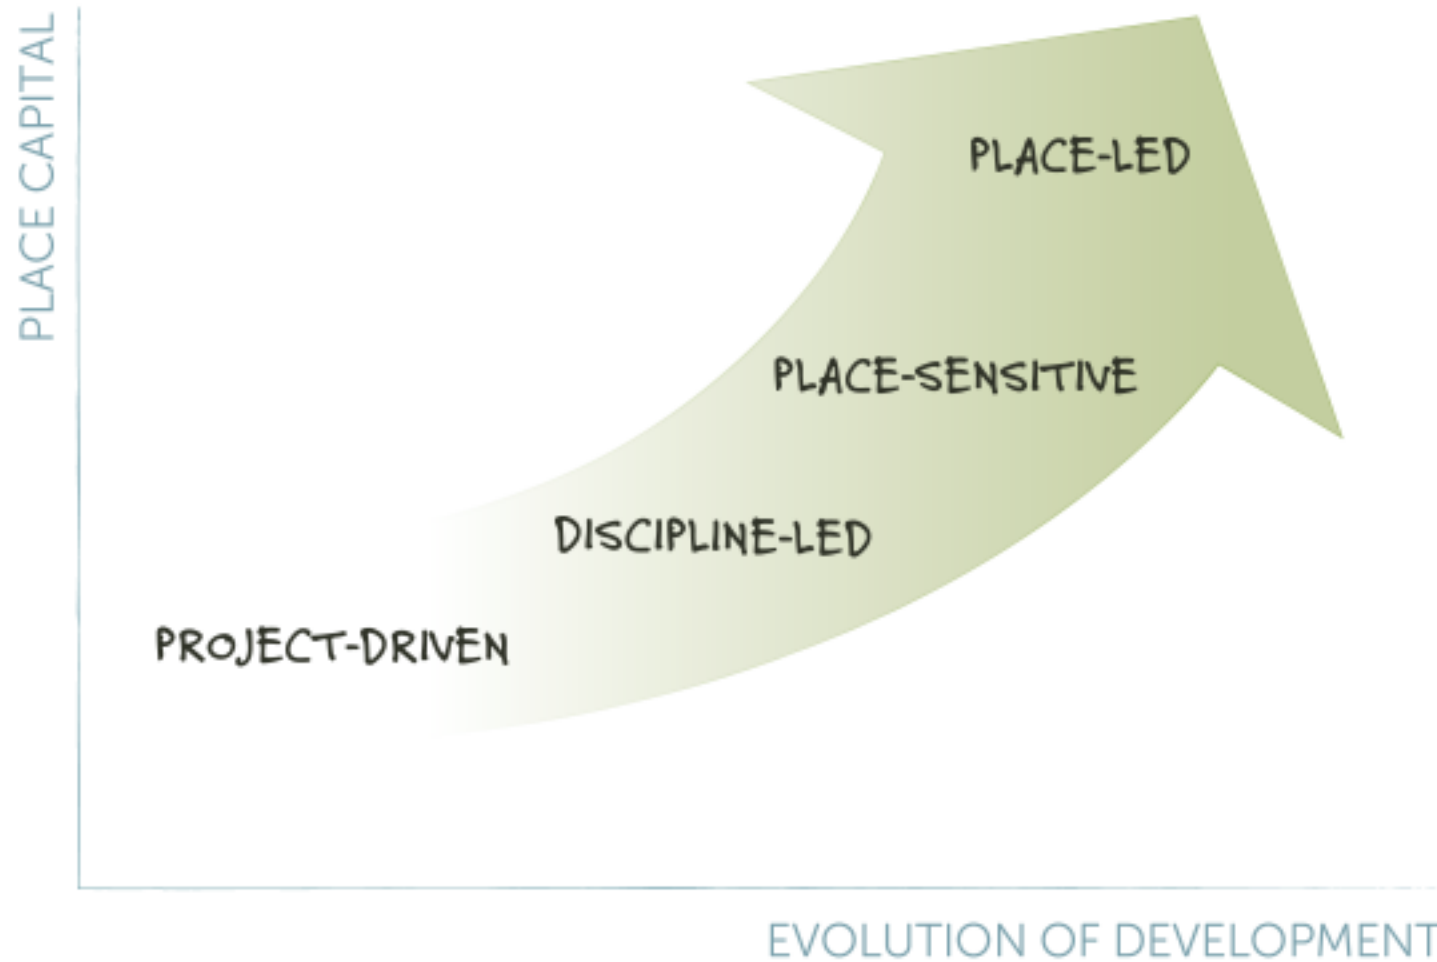 PLACE CAPITAL
PLACE-LED
PLACE-SENSITIVE
DISCIPLINE-LED
PROJECT-DRIVEN
EVOLUTION OF DEVELOPMENT